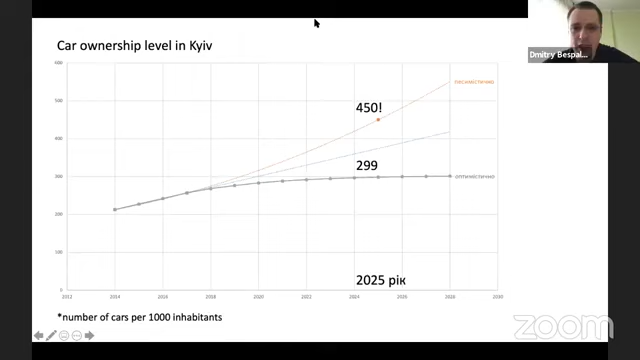 Car ownership level in Kyiv
Dmitry Bespal...
600
500
400
300
200
100
0
450!
299
песимістично
оптимістично
2025 рік
2012
2014
2016
2018
2020
2022
2024
2026
2028
2030
*number of cars per 1000 inhabitants
zoom